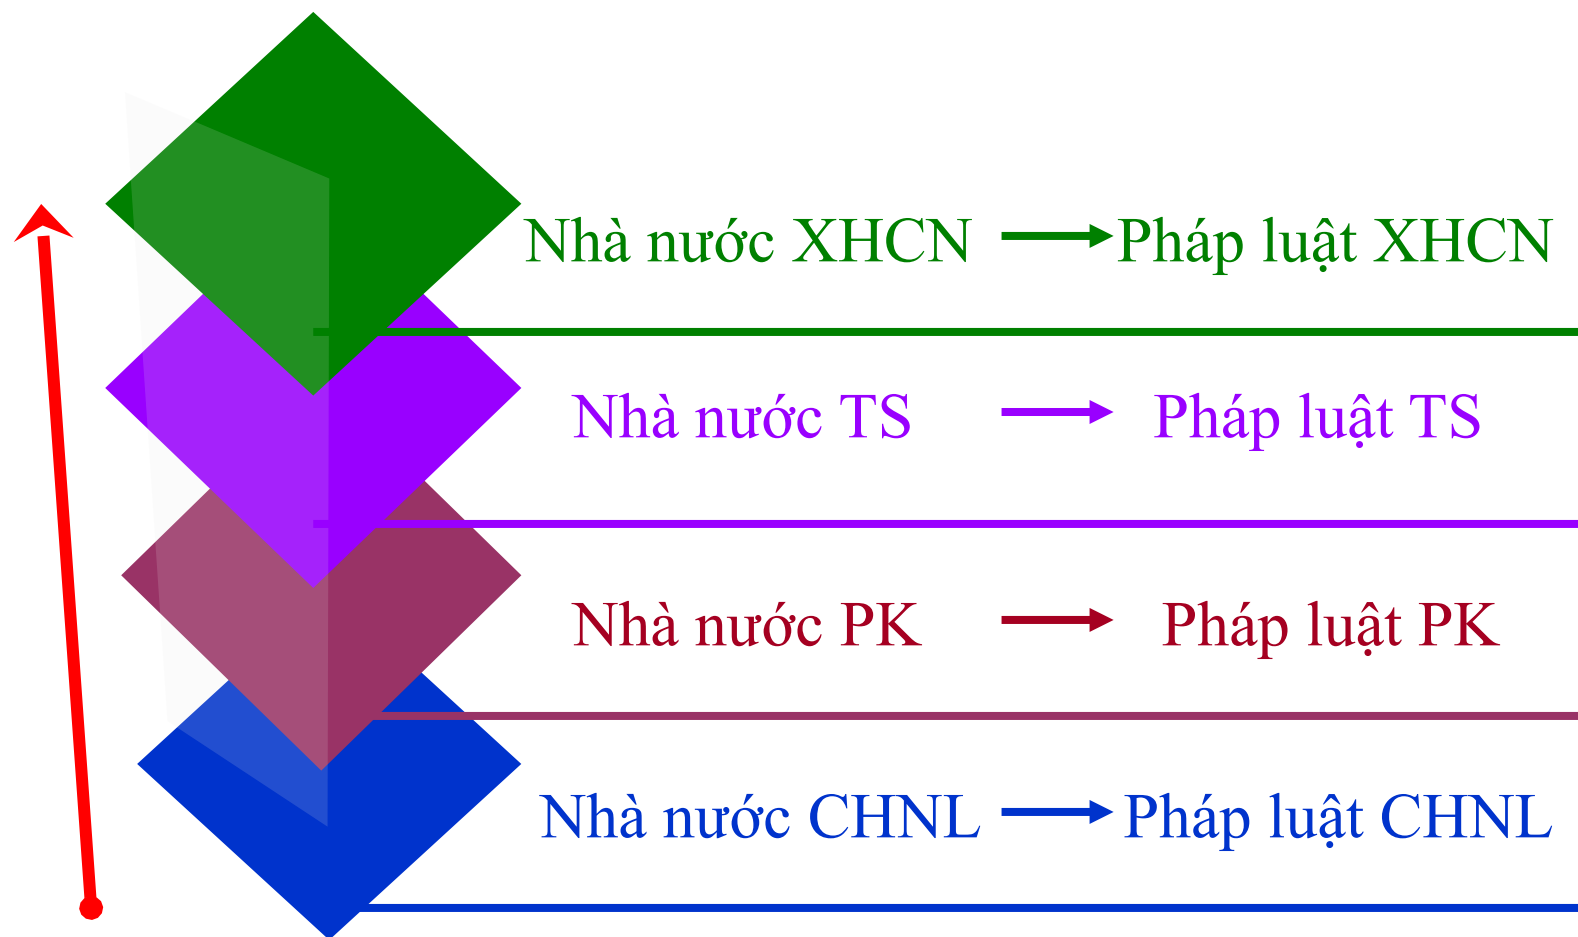 Nhà nước XHCN Pháp luật XHCN
Nhà nước TS Pháp luật TS
Nhà nước PK Pháp luật PK
Nhà nước CHNL Pháp luật CHNL